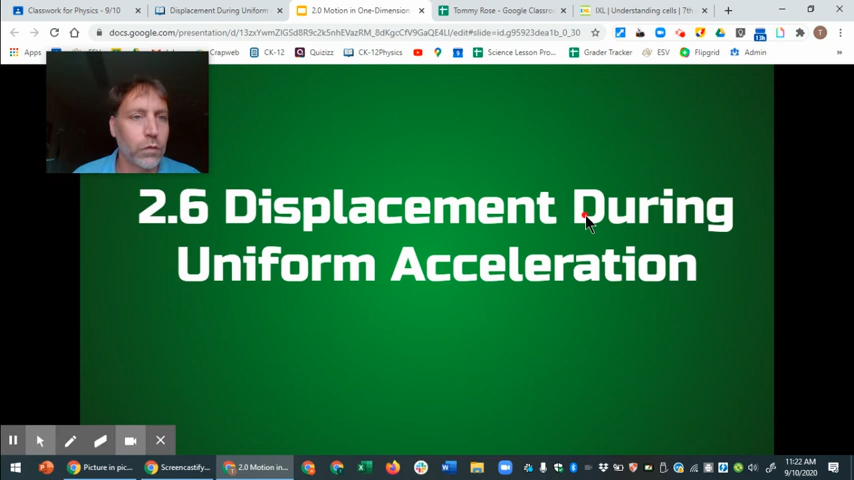 Classwork for Physics - 9/10
Displacement During Uniform
2.0 Motion in One-Dimension
Tommy Rose - Google Classroo
IXL | Understanding cells | 7th
docs.google.com/presentation/d/13zxYwmZlGSd8R9c2k5nhEVazRM_BdKgcCfV9GaQE4LI/edit#slide=id.g95923dea1b_0_30
Apps
Crapweb
CK-12
Quizizz
CK-12Physics
Science Lesson Pro...
Grader Tracker
ESV
Flipgrid
Admin
2.6 Displacement During
Uniform Acceleration
Picture in pic...
Screencastify...
2.0 Motion in...
11:22 AM
9/10/2020